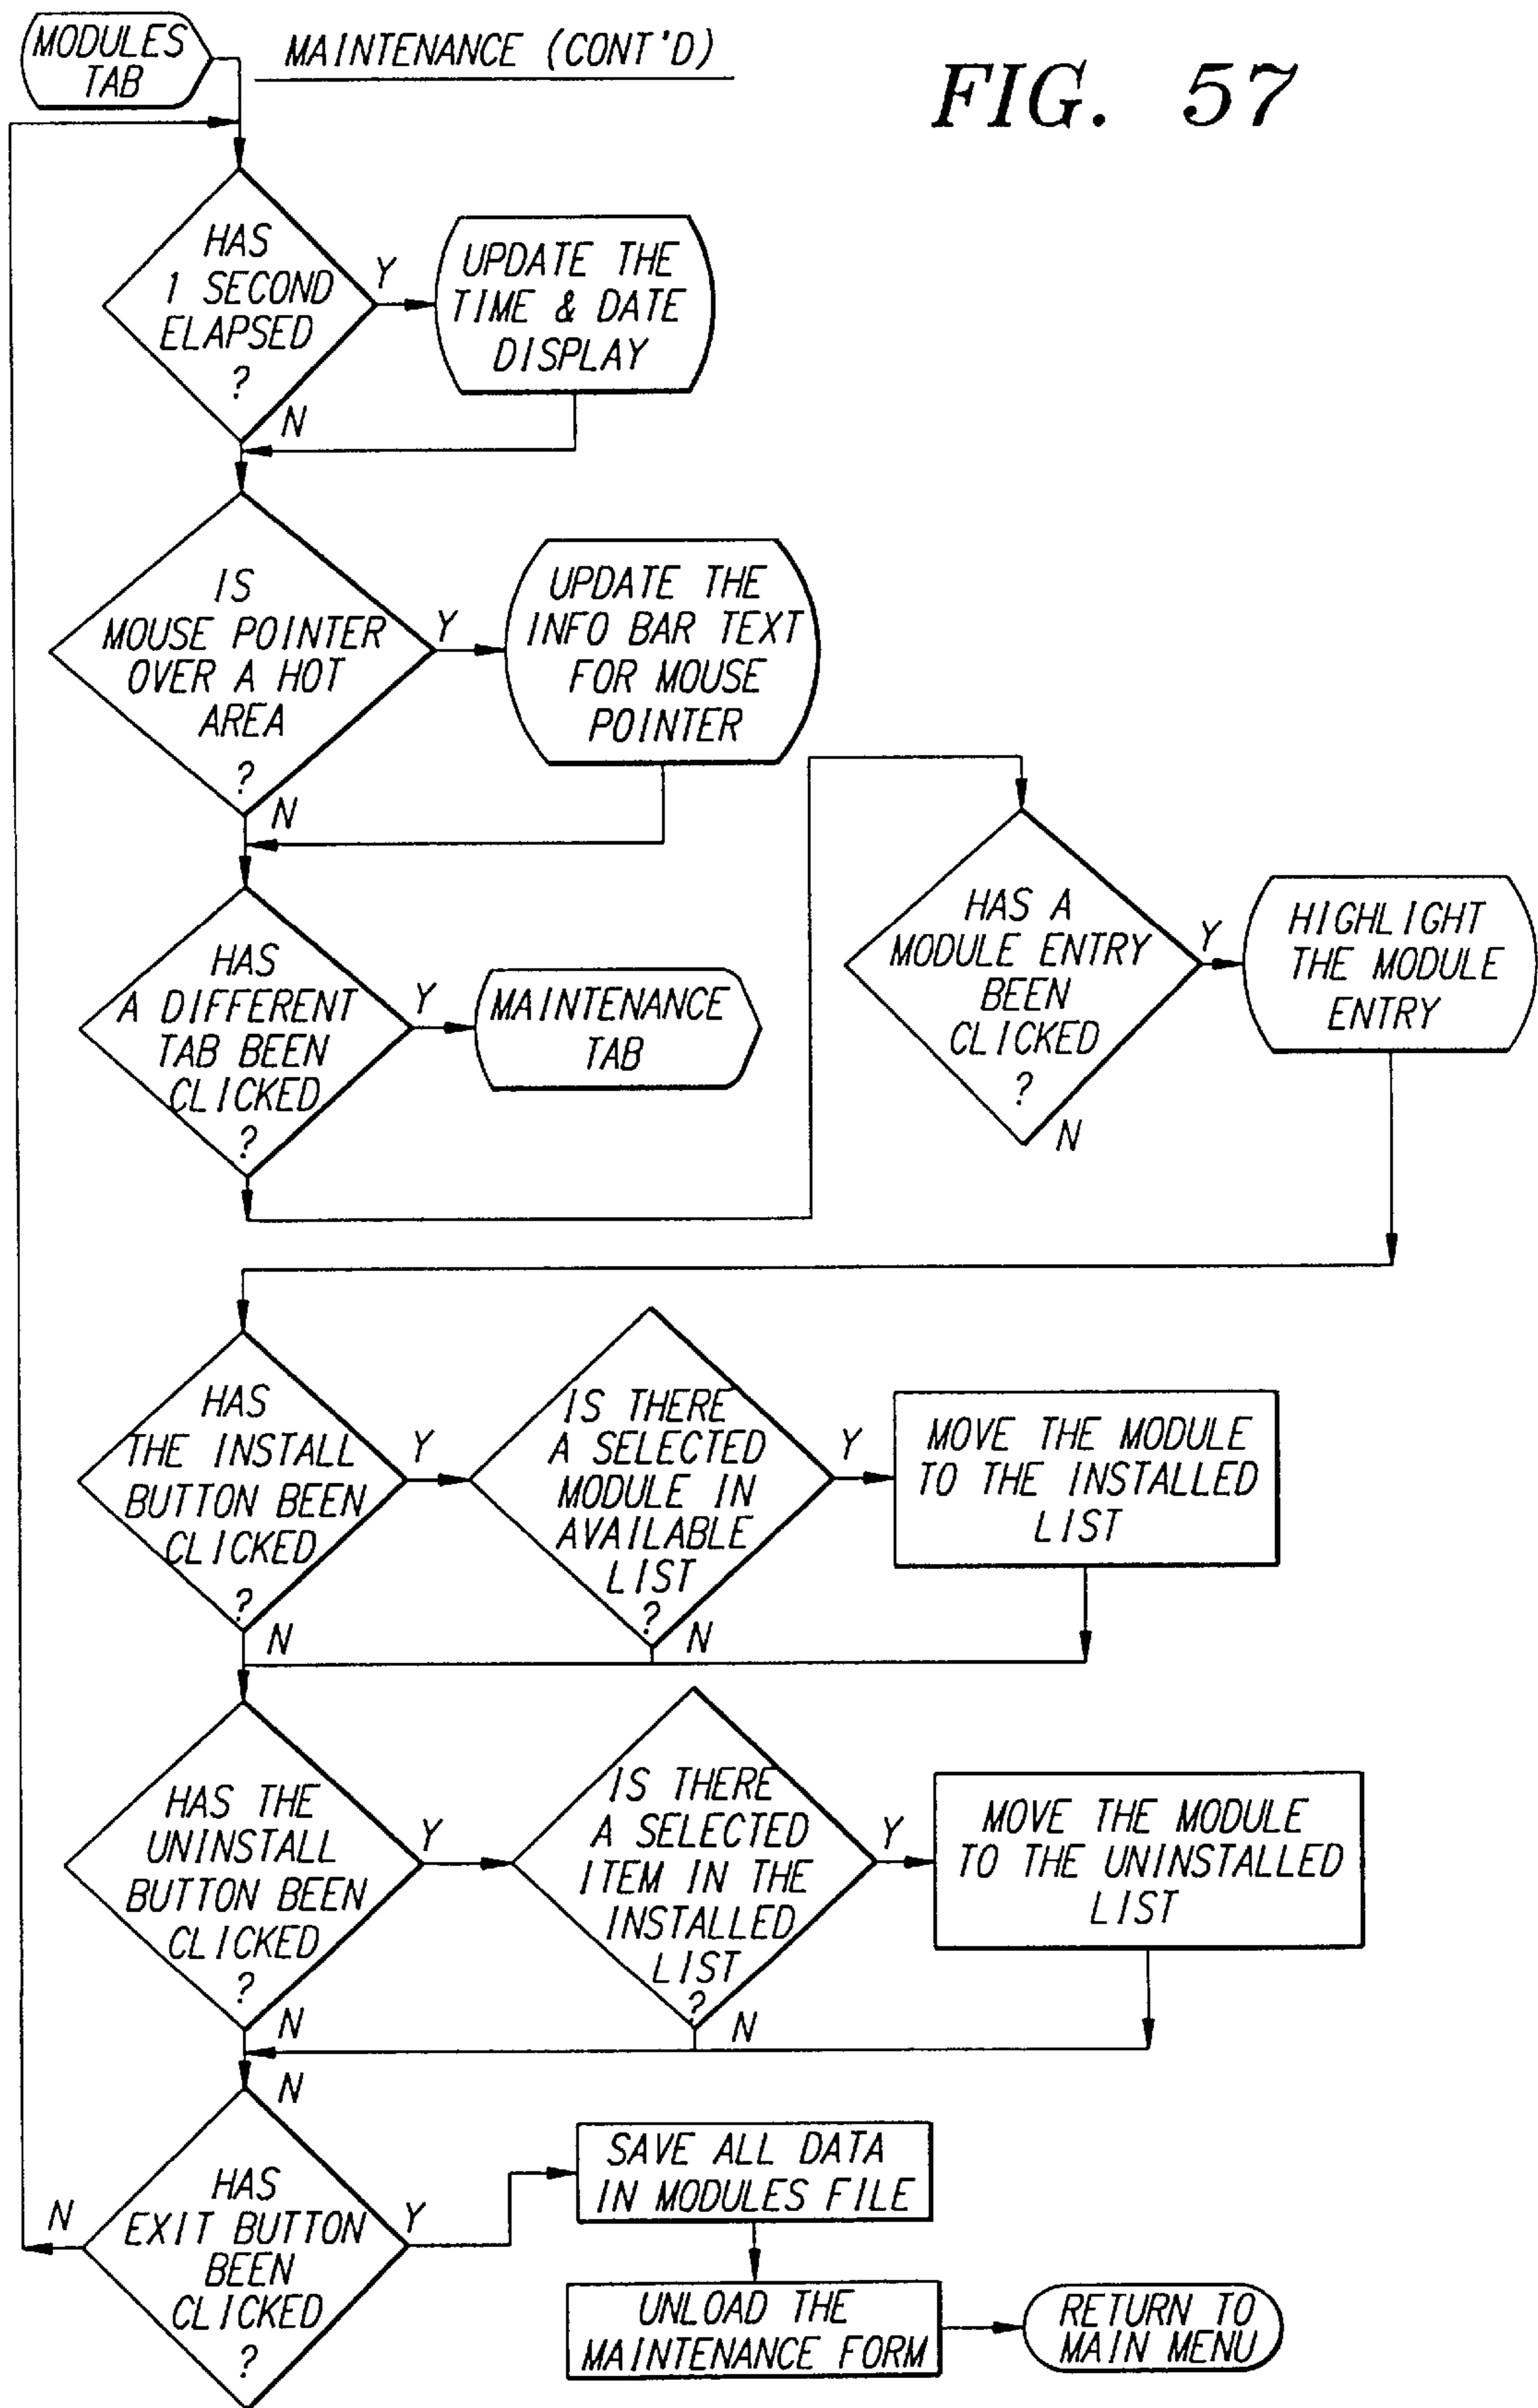 MODULES
TAB
MAINTENANCE (CONT'D)
FIG. 57
HAS
1 SECOND
ELAPSED
?
Y
N
UPDATE THE
TIME & DATE
DISPLAY
IS
MOUSE POINTER
OVER A HOT
AREA
?
Y
N
UPDATE THE
INFO BAR TEXT
FOR MOUSE
POINTER
HAS
A DIFFERENT
TAB BEEN
CLICKED
?
Y
MAINTENANCE
TAB
HAS A
MODULE ENTRY
BEEN
CLICKED
?
Y
N
HIGHLIGHT
THE MODULE
ENTRY
HAS
THE INSTALL
BUTTON BEEN
CLICKED
?
Y
N
IS THERE
A SELECTED
MODULE IN
AVAILABLE
LIST
?
Y
N
MOVE THE MODULE
TO THE INSTALLED
LIST
HAS THE
UNINSTALL
BUTTON BEEN
CLICKED
?
Y
N
IS THERE
A SELECTED
ITEM IN THE
INSTALLED
LIST
?
Y
N
MOVE THE MODULE
TO THE UNINSTALLED
LIST
N
HAS
EXIT BUTTON
BEEN
CLICKED
?
N
Y
SAVE ALL DATA
IN MODULES FILE
UNLOAD THE
MAINTENANCE FORM
RETURN TO
MAIN MENU